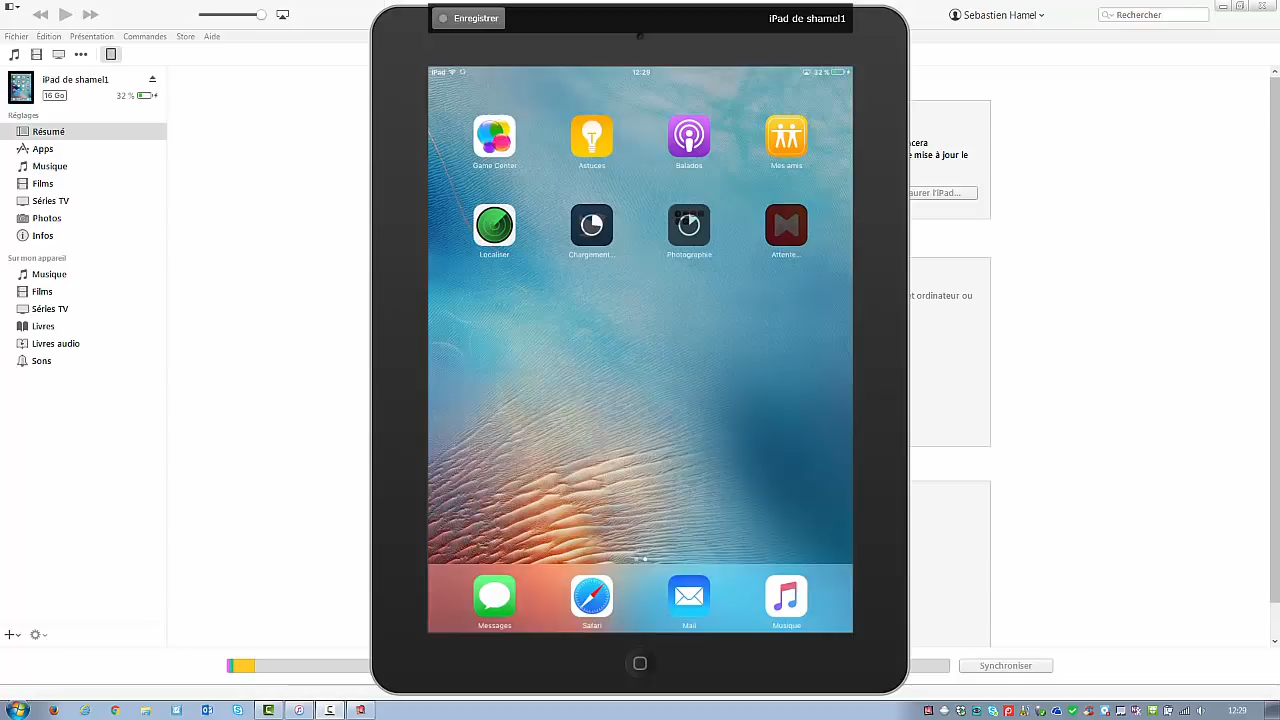 Enregistrer
iPad de shamel1
Sebastien Hamel
Rechercher
Fichier Édition Présentation Commandes Store Aide
iPad de shamel1
16 Go
32 %
Réglages
Résumé
Apps
Musique
Films
Séries TV
Photos
Infos
Sur mon appareil
Musique
Films
Séries TV
Livres
Livres audio
Sons
iPad
12:29
32 %
Game Center
Astuces
Balados
Mes amis
Localiser
Chargement...
Photographie
Attente...
Messages
Safari
Mail
Musique
cera
e mise à jour le
aurer l'iPad...
et ordinateur ou
Synchroniser
12:29